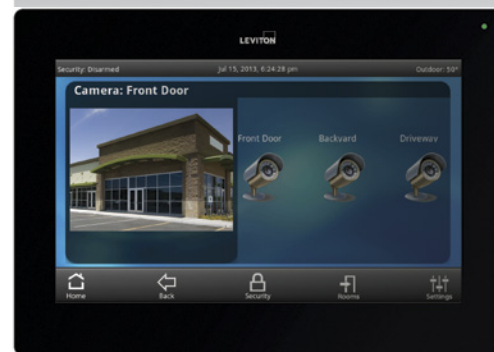 LEVITON
Security: Disarmed Jul 15, 2013, 6:24:28 pm Outdoor: 50°
Camera: Front Door
Front Door Backyard Driveway
Home Back Security Rooms Settings